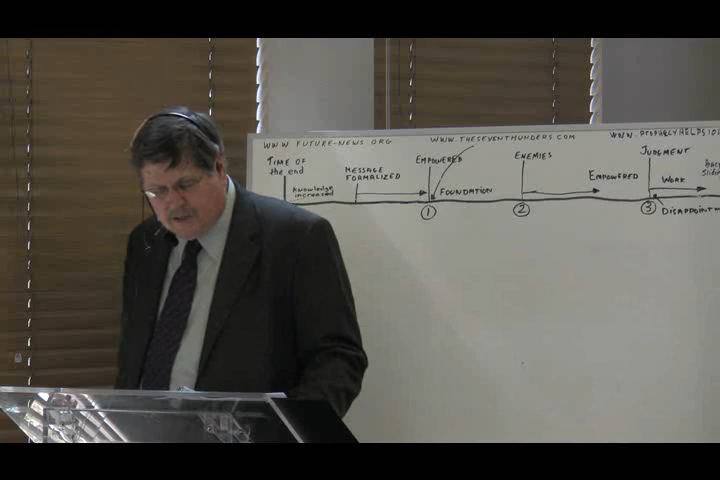 WWW. FUTURE-NEWS.ORG
WWW.THESEVENTHUNDERS.COM
TIME OF the end
knowledge increased
MESSAGE FORMALIZED
EMPOWERED
FOUNDATION
ENEMIES
EMPOWERED
JUDGMENT
WORK
1
2
3